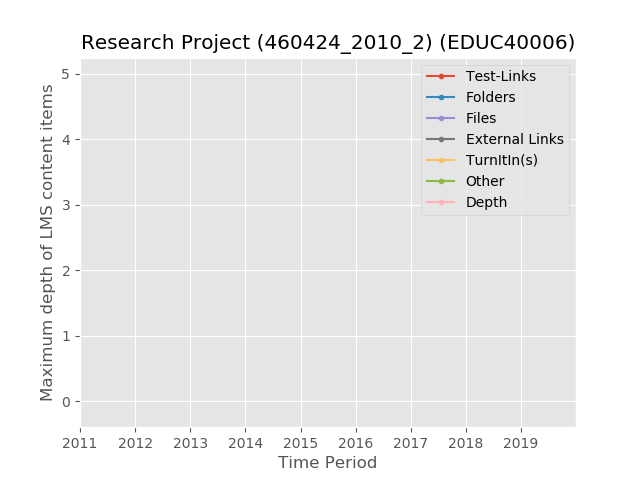 Research Project (460424_2010_2) (EDUC40006)
Maximum depth of LMS content items
5
4
3
2
1
0
Test-Links
Folders
Files
External Links
TurnItIn(s)
Other
Depth
2011 2012 2013 2014 2015 2016 2017 2018 2019
Time Period